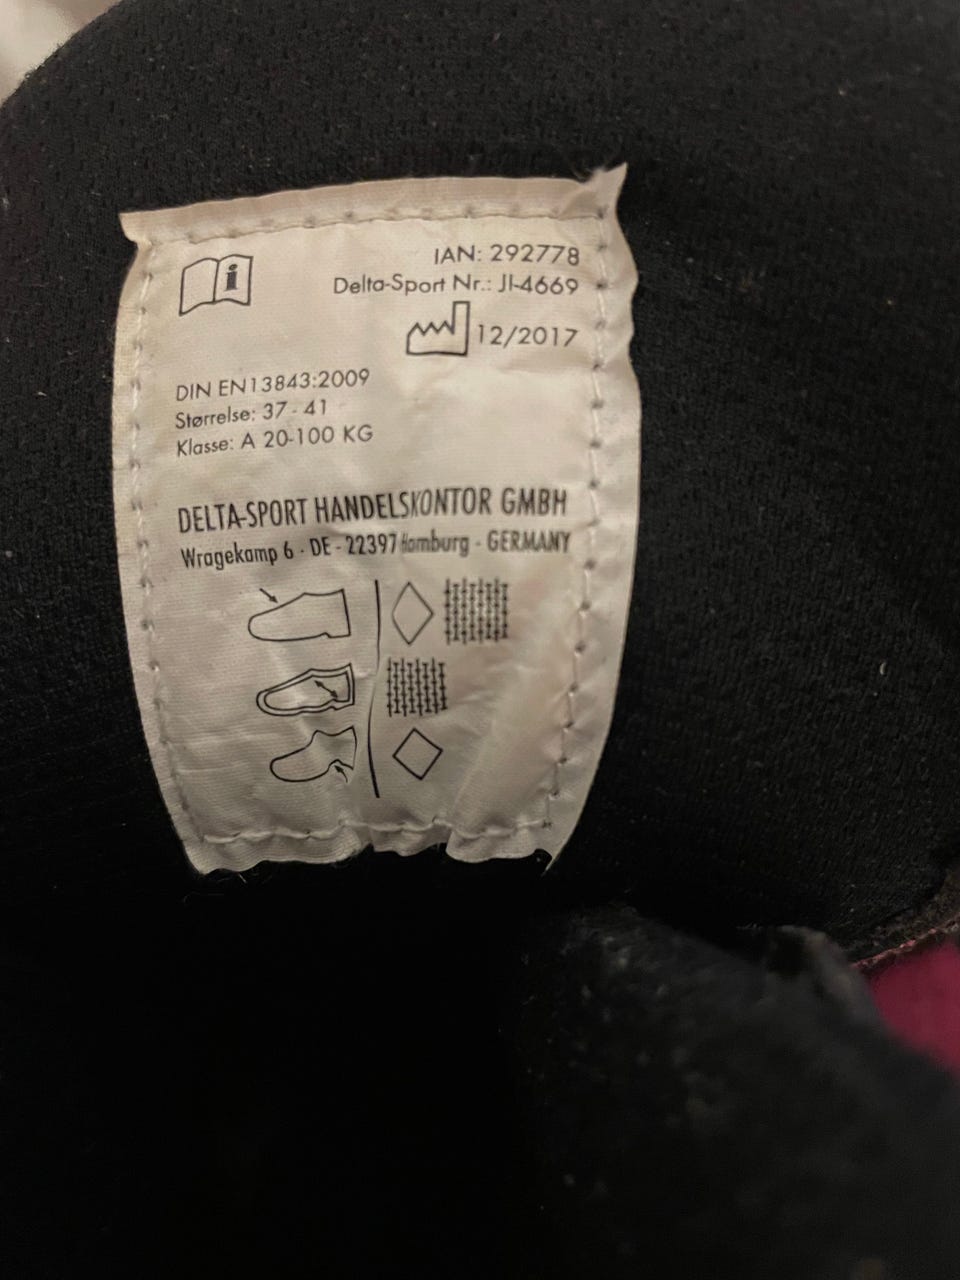 IAN: 292778
Delta-Sport Nr.: JI-4669
12/2017
DIN EN13843:2009
Størrelse: 37 - 41
Klasse: A 20-100 KG
DELTA-SPORT HANDELSKONTOR GMBH
Wragekamp 6 · DE - 22397 Hamburg - GERMANY